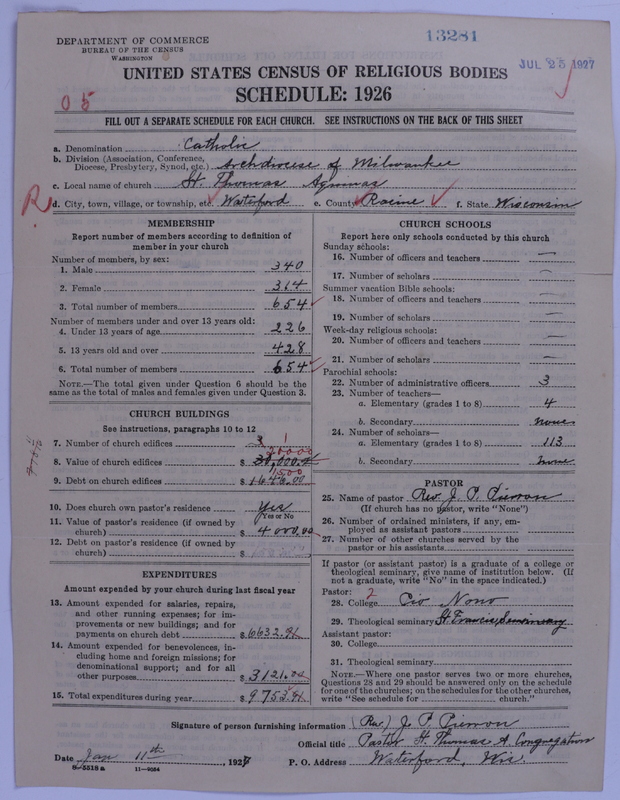 DEPARTMENT OF COMMERCE
BUREAU OF THE CENSUS
WASHINGTON
13281
JUL 25 1927
UNITED STATES CENSUS OF RELIGIOUS BODIES
SCHEDULE: 1926
05
FILL OUT A SEPARATE SCHEDULE FOR EACH CHURCH. SEE INSTRUCTIONS ON THE BACK OF THIS SHEET
a. Denomination Catholic
b. Division (Association, Conference, Diocese, Presbytery, Synod, etc.) Archdiocese of Milwaukee
c. Local name of church St. Thomas Aquinas
R
d. City, town, village, or township, etc. Waterford e. County Racine f. State Wisconsin
MEMBERSHIP
Report number of members according to definition of
member in your church
Number of members, by sex:
1. Male 340
2. Female 314
3. Total number of members 654
Number of members under and over 13 years old:
4. Under 13 years of age 226
5. 13 years old and over 428
6. Total number of members 654
NOTE.—The total given under Question 6 should be the
same as the total of males and females given under Question 3.
CHURCH BUILDINGS
See instructions, paragraphs 10 to 12
7. Number of church edifices 1
20000
8. Value of church edifices $ 30,000.
1500
9. Debt on church edifices $ 1646.00
10. Does church own pastor's residence Yes
Yes or No
11. Value of pastor's residence (if owned by
church) $ 4000.00
12. Debt on pastor's residence (if owned by
church) $
EXPENDITURES
Amount expended by your church during last fiscal year
13. Amount expended for salaries, repairs,
and other running expenses; for im-
provements or new buildings; and for
payments on church debt $ 6632.
14. Amount expended for benevolences, in-
cluding home and foreign missions; for
denominational support; and for all
other purposes $ 3121.
15. Total expenditures during year $ 9753.
CHURCH SCHOOLS
Report here only schools conducted by this church
Sunday schools:
16. Number of officers and teachers —
17. Number of scholars —
Summer vacation Bible schools:
18. Number of officers and teachers —
19. Number of scholars —
Week-day religious schools:
20. Number of officers and teachers —
21. Number of scholars —
Parochial schools:
22. Number of administrative officers 3
23. Number of teachers—
a. Elementary (grades 1 to 8) 4
b. Secondary none
24. Number of scholars—
a. Elementary (grades 1 to 8) 113
b. Secondary none
PASTOR
25. Name of pastor Rev. J. P. Pierron
(If church has no pastor, write "None")
26. Number of ordained ministers, if any, em-
ployed as assistant pastors
27. Number of other churches served by the
pastor or his assistants
If pastor (or assistant pastor) is a graduate of a college or
theological seminary, give name of institution below. (If
not a graduate, write "No" in the space indicated.)
Pastor: 2
28. College Pio Nono
29. Theological seminary St Francis Seminary
Assistant pastor:
30. College
31. Theological seminary
NOTE.—Where one pastor serves two or more churches,
Questions 28 and 29 should be answered only on the schedule
for one of the churches; on the schedules for the other churches,
write "See schedule for church."
Signature of person furnishing information (Rev.) J. P. Pierron
Official title Pastor St. Thomas A. Congregation
Date Jan 11th, 1927 P. O. Address Waterford, Wis
8—5518a 11—9084